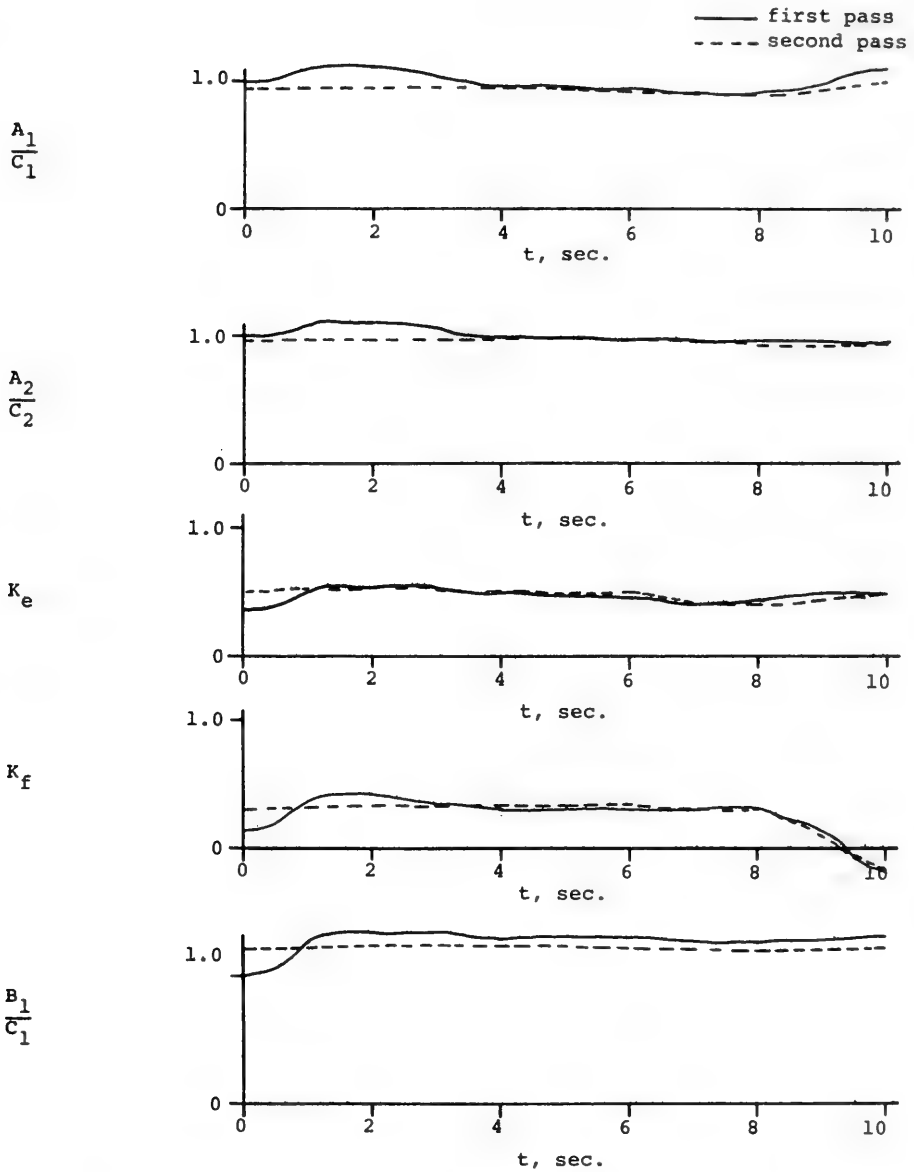 first pass
second pass
1.0
A1
C1
0
0 2 4 6 8 10
t, sec.
1.0
A2
C2
0
0 2 4 6 8 10
t, sec.
1.0
Ke
0
0 2 4 6 8 10
t, sec.
1.0
Kf
0
0 2 4 6 8 10
t, sec.
1.0
B1
C1
0
0 2 4 6 8 10
t, sec.